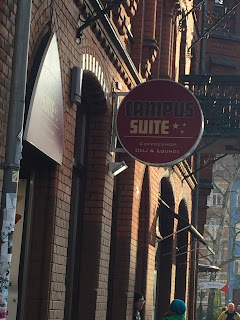 CAMPUS
SUITE
COFFEESHOP
DELI & LOUNGE